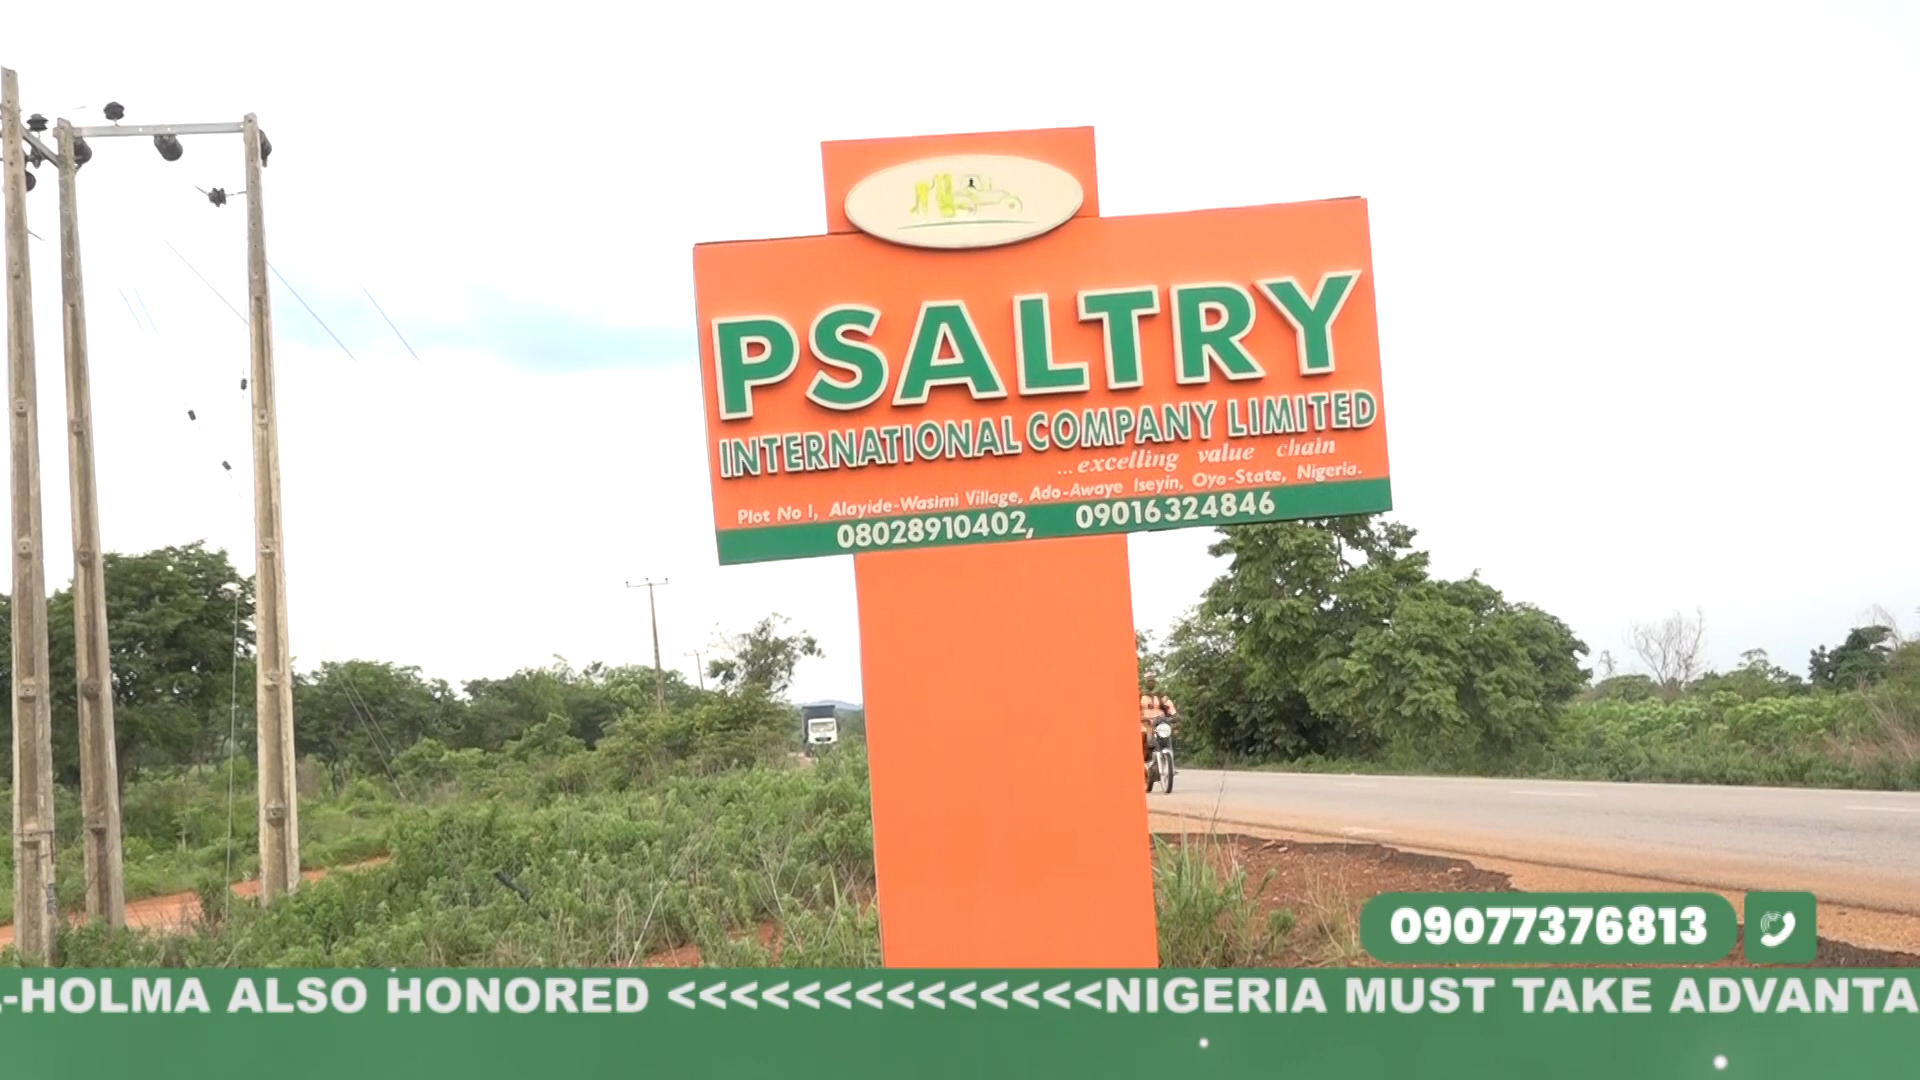 PSALTRY
INTERNATIONAL COMPANY LIMITED
...excelling value chain
Plot No 1, Alayide-Wasimi Village, Ado-Awaye Iseyin, Oyo-State, Nigeria.
08028910402, 09016324846
09077376813
-HOLMA ALSO HONORED <<<<<<<<<<<<<<NIGERIA MUST TAKE ADVANTA